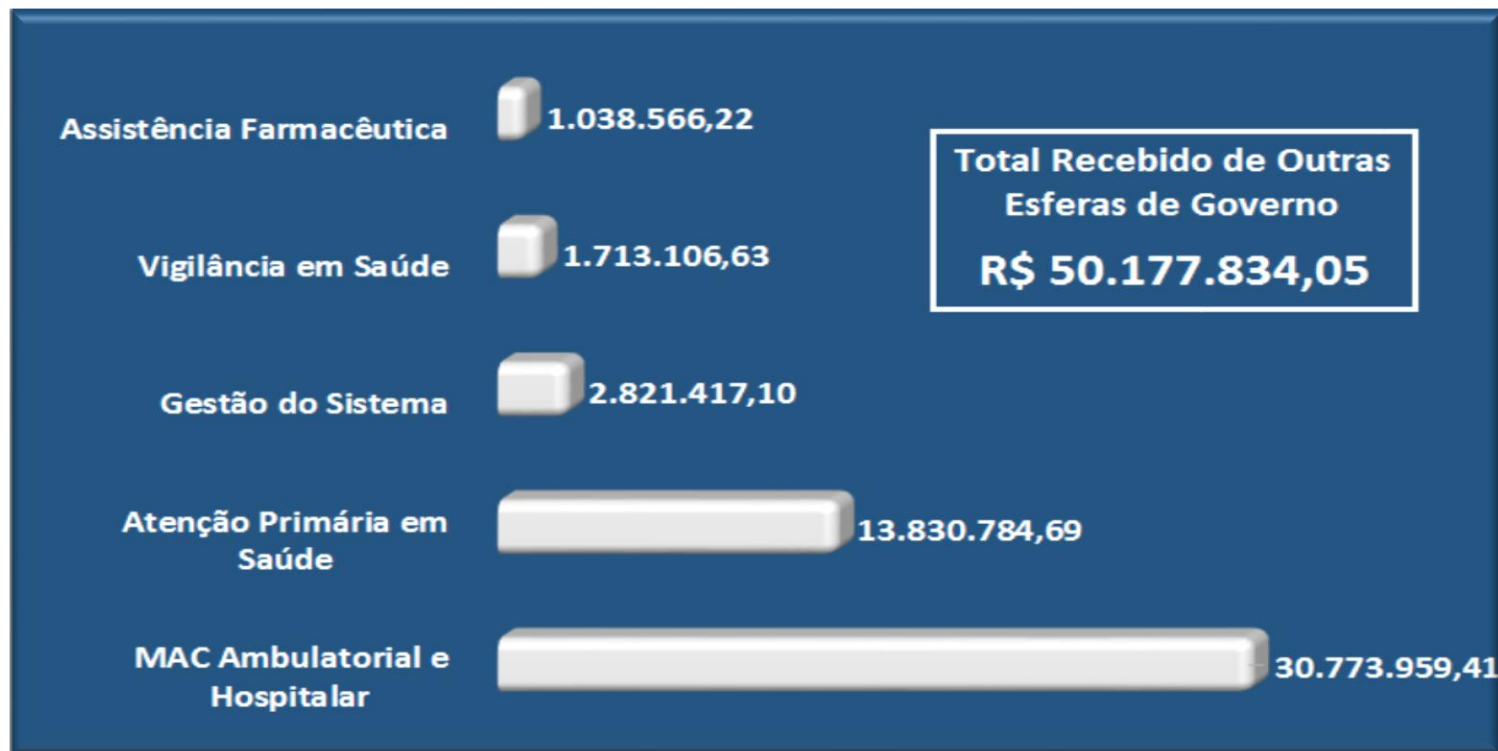 Assistência Farmacêutica
1.038.566,22
Total Recebido de Outras
Esferas de Governo
R$ 50.177.834,05
Vigilância em Saúde
1.713.106,63
Gestão do Sistema
2.821.417,10
Atenção Primária em
Saúde
13.830.784,69
MAC Ambulatorial e
Hospitalar
30.773.959,41